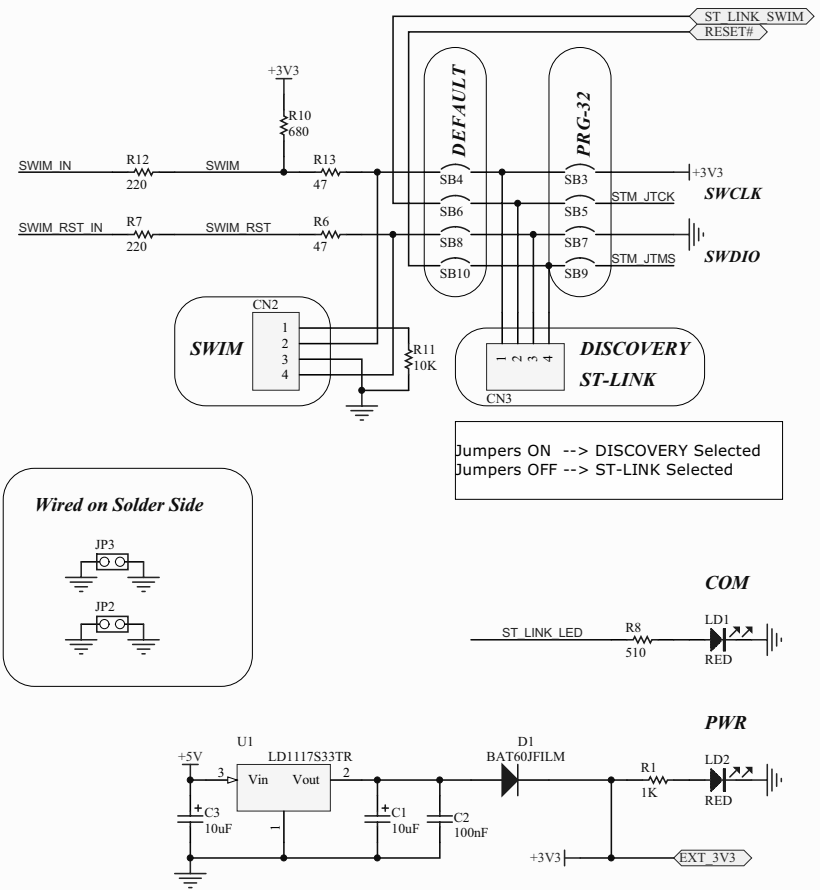 ST_LINK_SWIM
RESET#
+3V3
DEFAULT
PRG-32
R10
680
SWIM_IN
R12
220
SWIM
R13
47
SB4
SB3
+3V3
SWCLK
SB6
SB5
STM_JTCK
SWIM_RST_IN
R7
220
SWIM_RST
R6
47
SB8
SB7
SWDIO
SB10
SB9
STM_JTMS
CN2
SWIM
1
2
3
4
R11
10K
1 2 3 4
CN3
DISCOVERY
ST-LINK
Jumpers ON --> DISCOVERY Selected
Jumpers OFF --> ST-LINK Selected
Wired on Solder Side
JP3
JP2
COM
ST_LINK_LED
R8
510
LD1
RED
PWR
+5V
U1
LD1117S33TR
3
Vin
Vout
2
1
+
C3
10uF
+
C1
10uF
C2
100nF
D1
BAT60JFILM
R1
1K
LD2
RED
+3V3
EXT_3V3